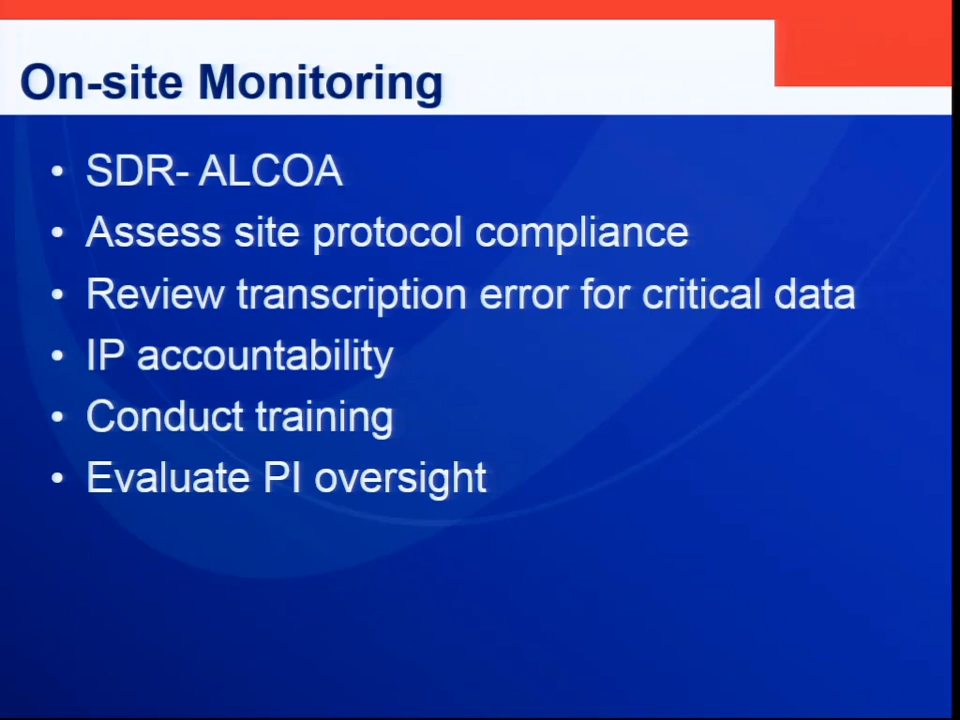 On-site Monitoring
• SDR- ALCOA
• Assess site protocol compliance
• Review transcription error for critical data
• IP accountability
• Conduct training
• Evaluate PI oversight